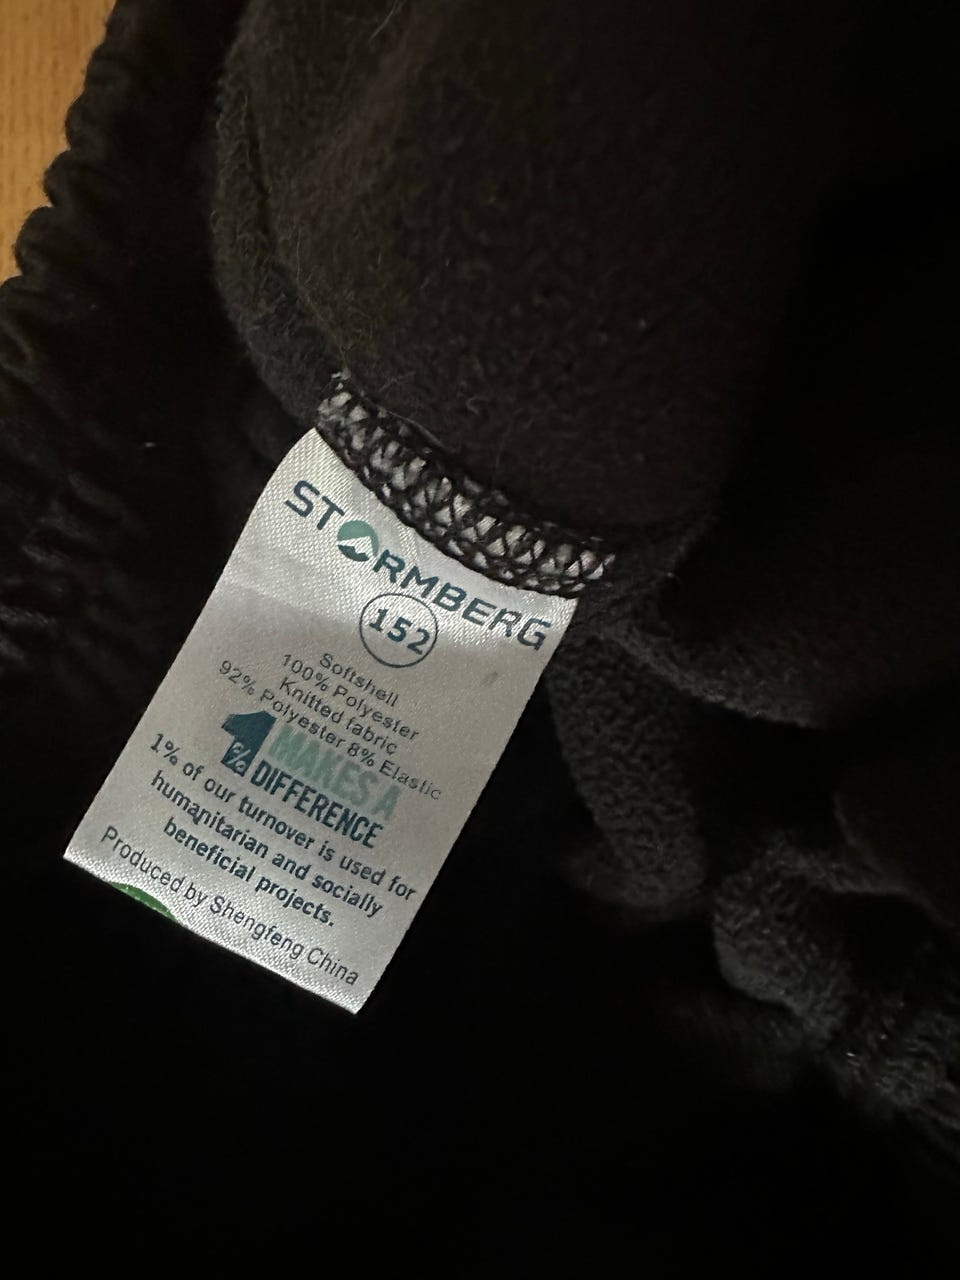 STORMBERG
152
Softshell
100% Polyester
Knitted fabric
92% Polyester 8% Elastic
1% MAKES A
DIFFERENCE
1% of our turnover is used for
humanitarian and socially
beneficial projects.
Produced by Shengfeng China